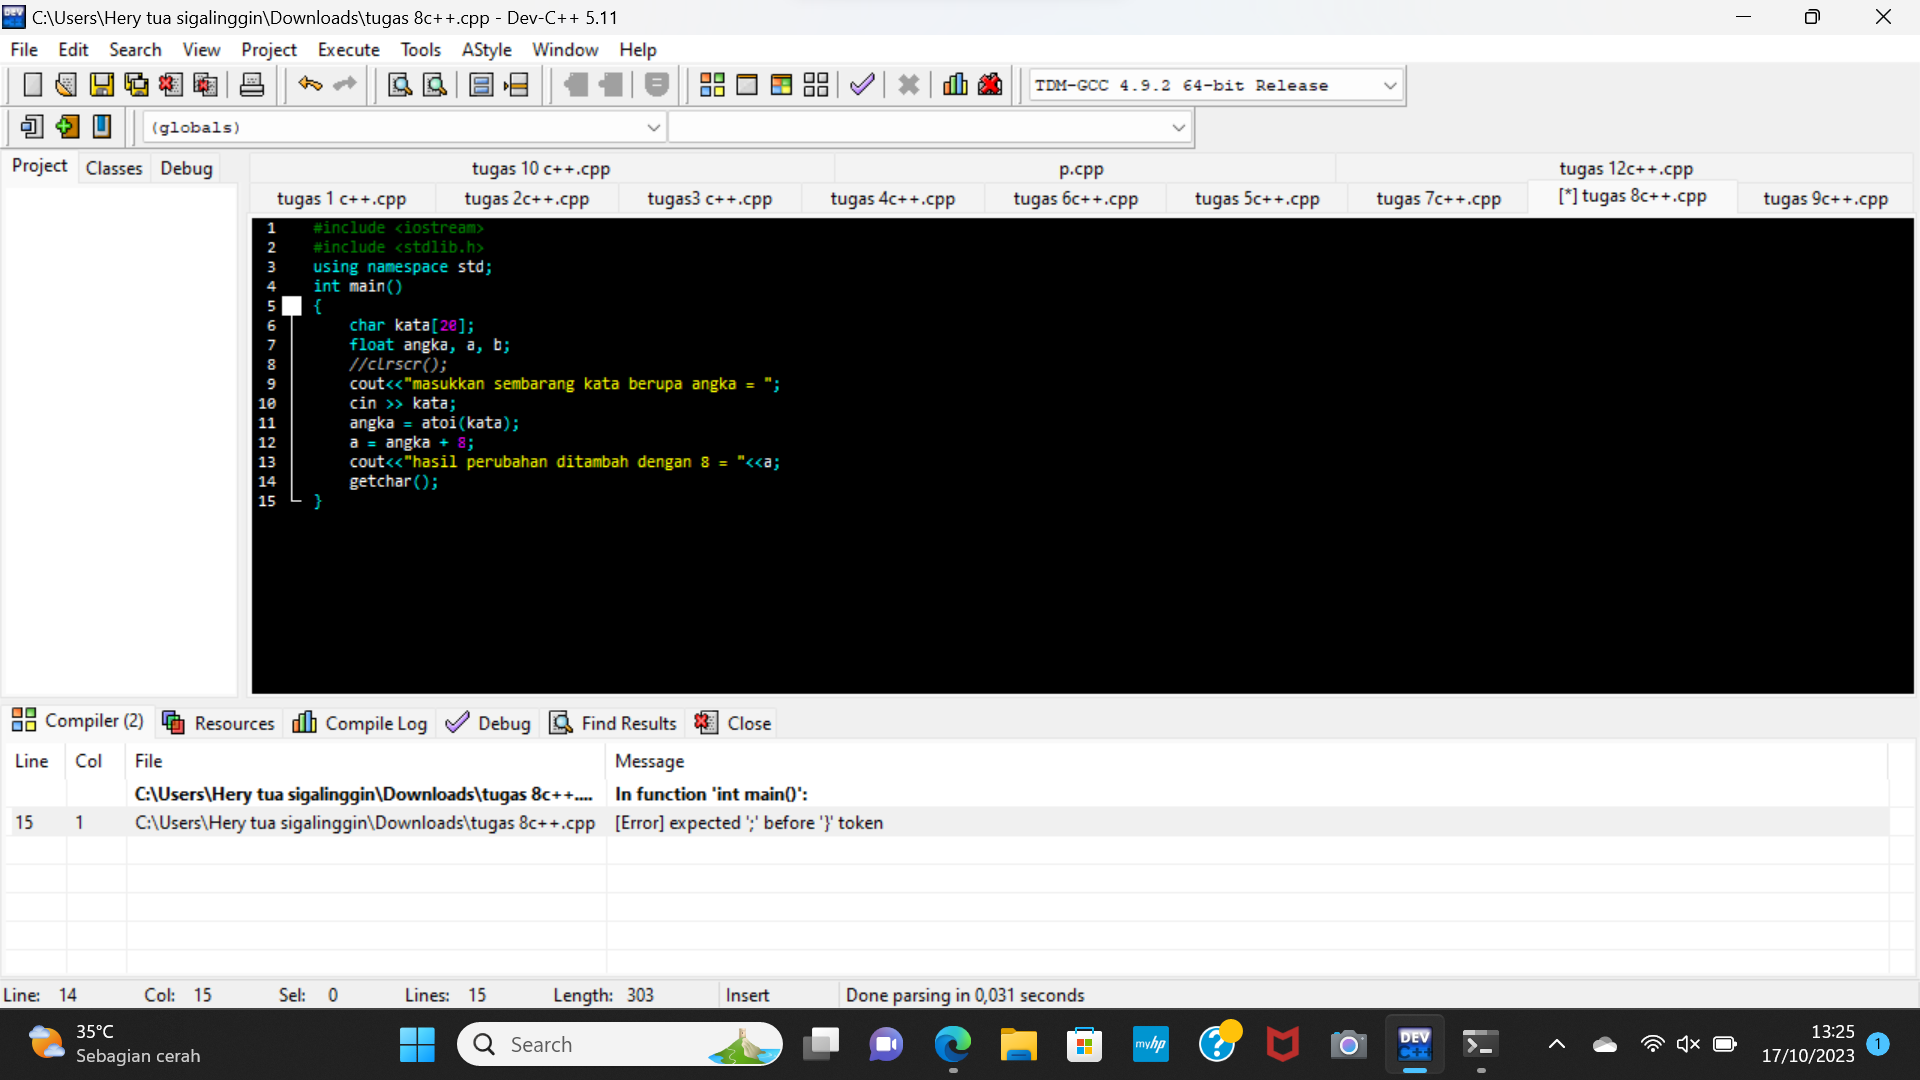 C:\Users\Hery tua sigalinggin\Downloads\tugas 8c++.cpp - Dev-C++ 5.11
File Edit Search View Project Execute Tools AStyle Window Help
TDM-GCC 4.9.2 64-bit Release
(globals)
Project Classes Debug
tugas 10 c++.cpp p.cpp tugas 12c++.cpp
tugas 1 c++.cpp tugas 2c++.cpp tugas3 c++.cpp tugas 4c++.cpp tugas 6c++.cpp tugas 5c++.cpp tugas 7c++.cpp [*] tugas 8c++.cpp tugas 9c++.cpp
1 #include <iostream>
2 #include <stdlib.h>
3 using namespace std;
4 int main()
5 {
6 char kata[20];
7 float angka, a, b;
8 //clrscr();
9 cout<<"masukkan sembarang kata berupa angka = ";
10 cin >> kata;
11 angka = atoi(kata);
12 a = angka + 8;
13 cout<<"hasil perubahan ditambah dengan 8 = "<<a;
14 getchar();
15 }
Compiler (2) Resources Compile Log Debug Find Results Close
Line Col File Message
C:\Users\Hery tua sigalinggin\Downloads\tugas 8c++.... In function 'int main()':
15 1 C:\Users\Hery tua sigalinggin\Downloads\tugas 8c++.cpp [Error] expected ';' before '}' token
Line: 14 Col: 15 Sel: 0 Lines: 15 Length: 303 Insert Done parsing in 0,031 seconds
35°C
Sebagian cerah
Search
myhp
DEV
C++
13:25
17/10/2023
1